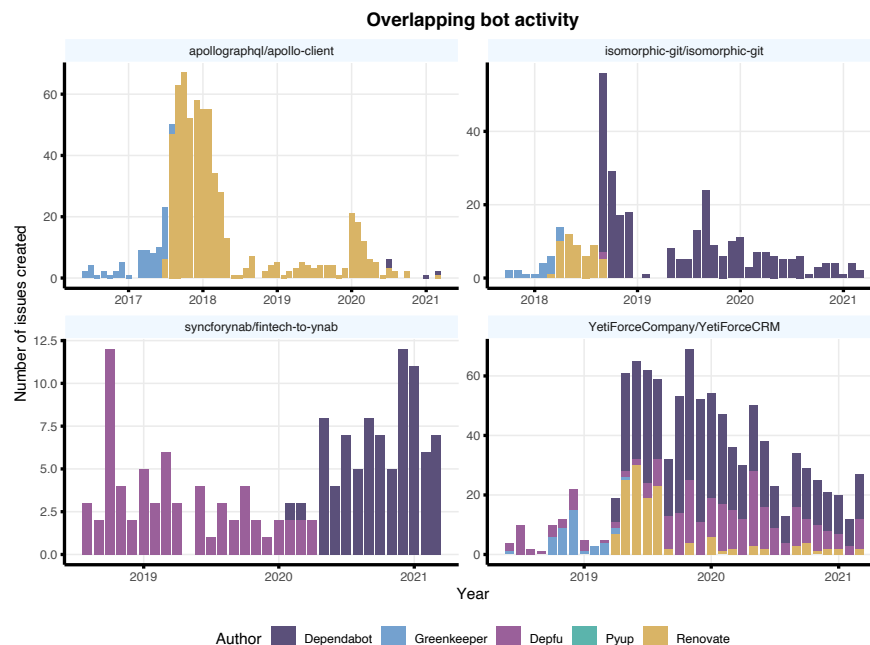 Overlapping bot activity
apollographql/apollo-client
isomorphic-git/isomorphic-git
60
40
20
0
2017 2018 2019 2020 2021
40
20
0
2018 2019 2020 2021
syncforynab/fintech-to-ynab
YetiForceCompany/YetiForceCRM
12.5
10.0
7.5
5.0
2.5
0.0
2019 2020 2021
60
40
20
0
2019 2020 2021
Number of issues created
Year
Author Dependabot Greenkeeper Depfu Pyup Renovate